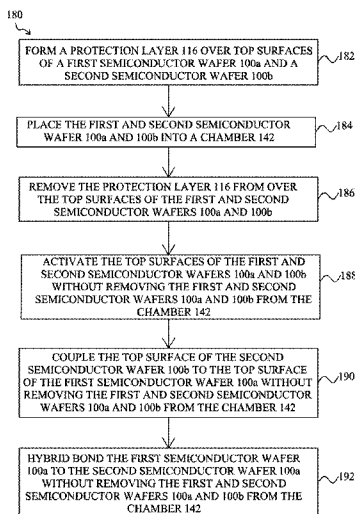 180
FORM A PROTECTION LAYER 116 OVER TOP SURFACES
OF A FIRST SEMICONDUCTOR WAFER 100a AND A
SECOND SEMICONDUCTOR WAFER 100b
182
PLACE THE FIRST AND SECOND SEMICONDUCTOR
WAFER 100a AND 100b INTO A CHAMBER 142
184
REMOVE THE PROTECTION LAYER 116 FROM OVER
THE TOP SURFACES OF THE FIRST AND SECOND
SEMICONDUCTOR WAFERS 100a AND 100b
186
ACTIVATE THE TOP SURFACES OF THE FIRST AND
SECOND SEMICONDUCTOR WAFERS 100a AND 100b
WITHOUT REMOVING THE FIRST AND SECOND
SEMICONDUCTOR WAFERS 100a AND 100b FROM THE
CHAMBER 142
188
COUPLE THE TOP SURFACE OF THE SECOND
SEMICONDUCTOR WAFER 100b TO THE TOP SURFACE
OF THE FIRST SEMICONDUCTOR WAFER 100a WITHOUT
REMOVING THE FIRST AND SECOND SEMICONDUCTOR
WAFERS 100a AND 100b FROM THE CHAMBER 142
190
HYBRID BOND THE FIRST SEMICONDUCTOR WAFER
100a TO THE SECOND SEMICONDUCTOR WAFER 100a
WITHOUT REMOVING THE FIRST AND SECOND
SEMICONDUCTOR WAFERS 100a AND 100b FROM THE
CHAMBER 142
192